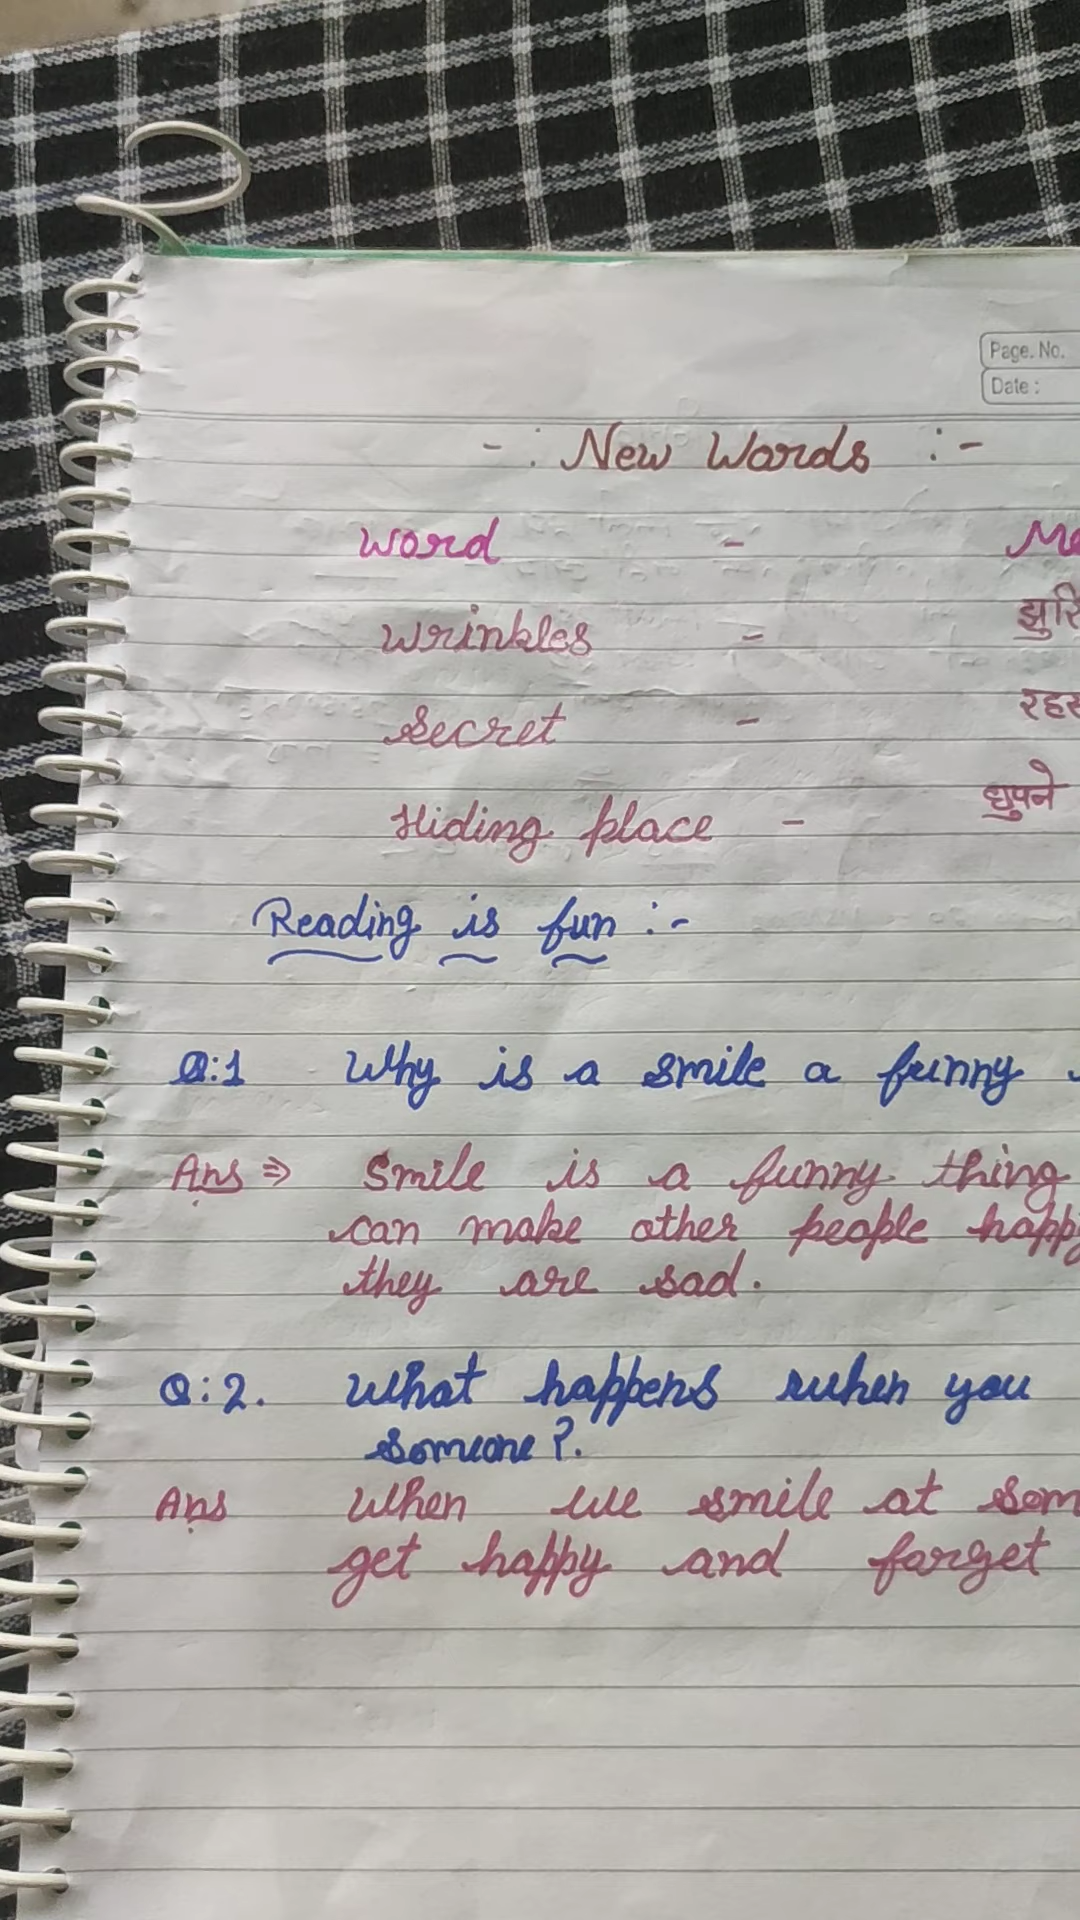 Page. No.
Date :
- : New Words : -
Word -
Wrinkles -
Secret -
Hiding place - धुपने
Reading is fun :-
Q:1 Why is a smile a funny
Ans ⇒ Smile is a funny thing
can make other people happy
they are sad.
Q:2. What happens when you
someone?.
Ans When we smile at
get happy and forget